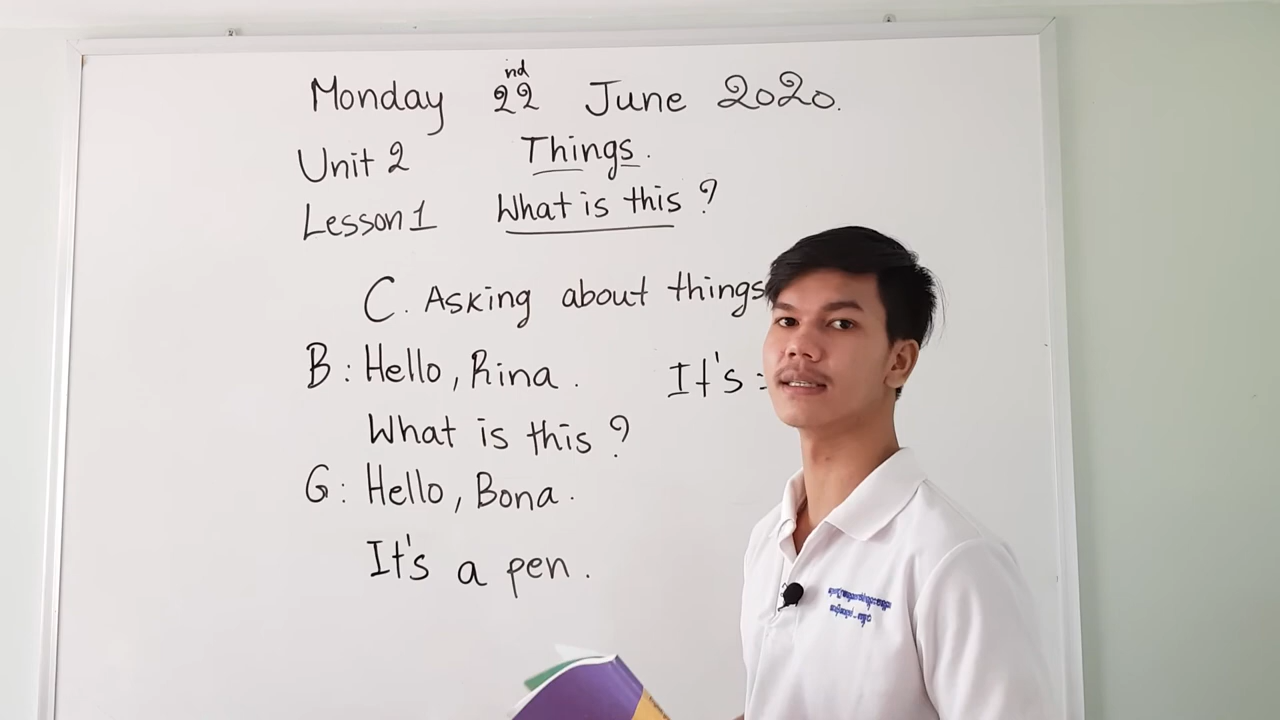 Monday 22nd June 2020.
Unit 2 Things.
Lesson 1 What is this ?
C. Asking about things
B : Hello, Rina .
It's =
What is this ?
G : Hello, Bona .
It's a pen .